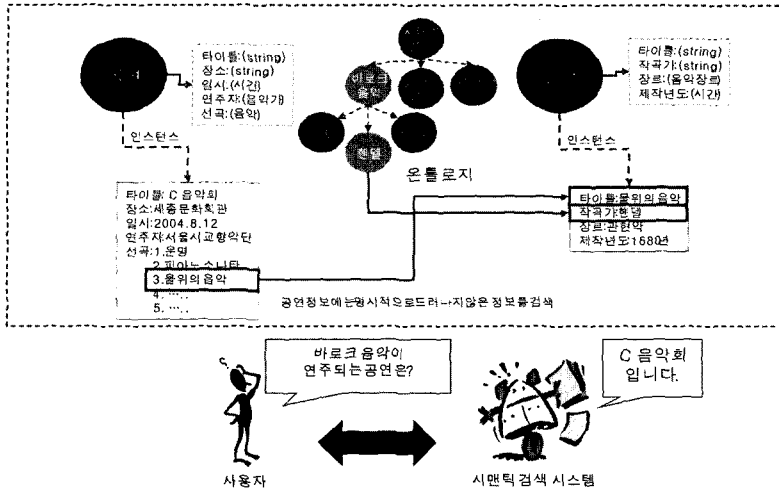 타이틀:(string)
장소:(string)
일시:(시간)
연주자:(음악가)
선곡:(음악)
인스턴스
타이틀: C 음악회
장소:세종문화회관
일시:2004.8.12
연주자:서울시교향악단
선곡:1.운명
2.피아노소나타
3.물위의음악
4. ....
5. ....
바로크
음악
헨델
온톨로지
타이틀:(string)
작곡가:(string)
장르:(음악장르)
제작년도:(시간)
인스턴스
타이틀:물위의음악
작곡가:헨델
장르:관현악
제작년도:1680년
공연정보에는명시적으로드러나지않은 정보를검색
바로크 음악이
연주되는공연은?
C 음악회
입니다.
사용자
시맨틱 검색 시스템